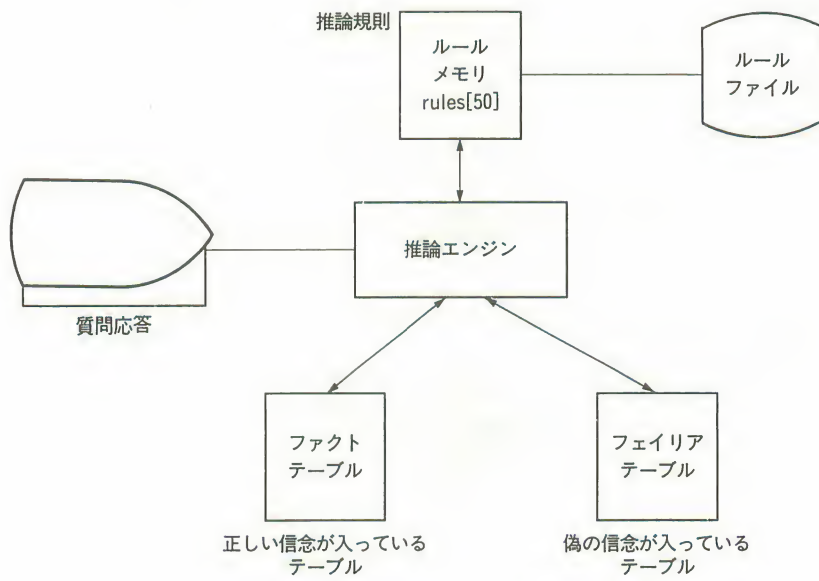 推論規則
ルール
メモリ
rules[50]
ルール
ファイル
推論エンジン
質問応答
ファクト
テーブル
正しい信念が入っている
テーブル
フェイリア
テーブル
偽の信念が入っている
テーブル